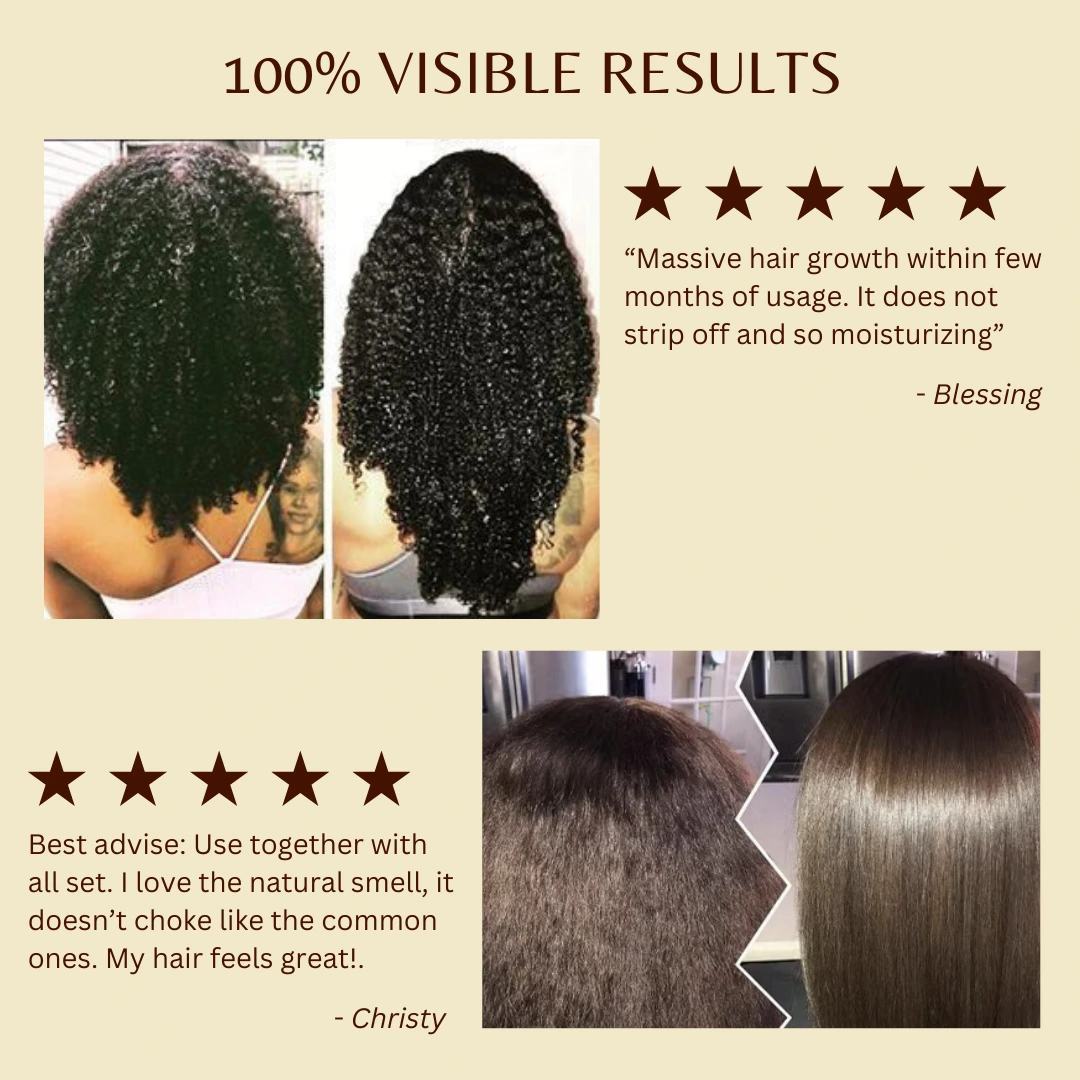 100% VISIBLE RESULTS
“Massive hair growth within few
months of usage. It does not
strip off and so moisturizing”
- Blessing
Best advise: Use together with
all set. I love the natural smell, it
doesn’t choke like the common
ones. My hair feels great!.
- Christy